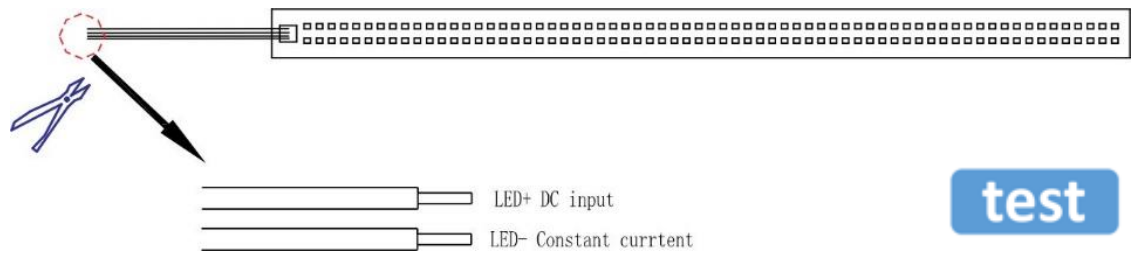 LED+ DC input
LED- Constant currtent
test